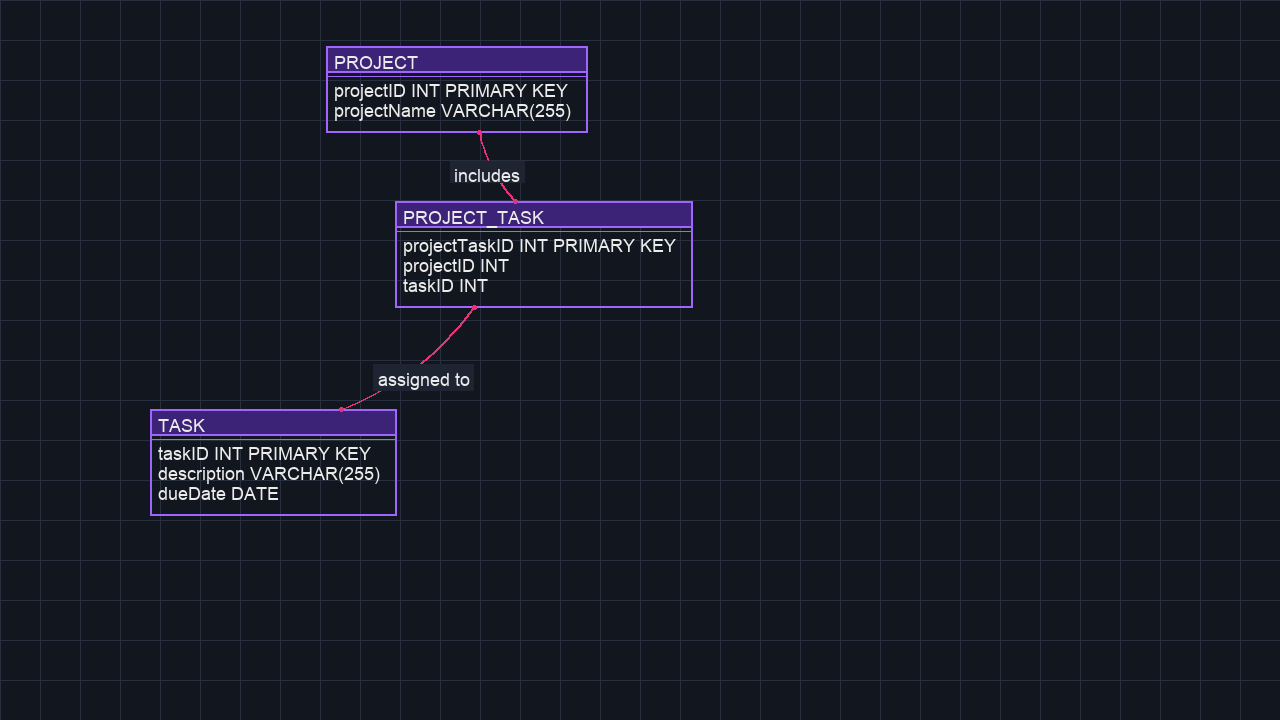 PROJECT
projectID INT PRIMARY KEY
projectName VARCHAR(255)
includes
PROJECT_TASK
projectTaskID INT PRIMARY KEY
projectID INT
taskID INT
assigned to
TASK
taskID INT PRIMARY KEY
description VARCHAR(255)
dueDate DATE